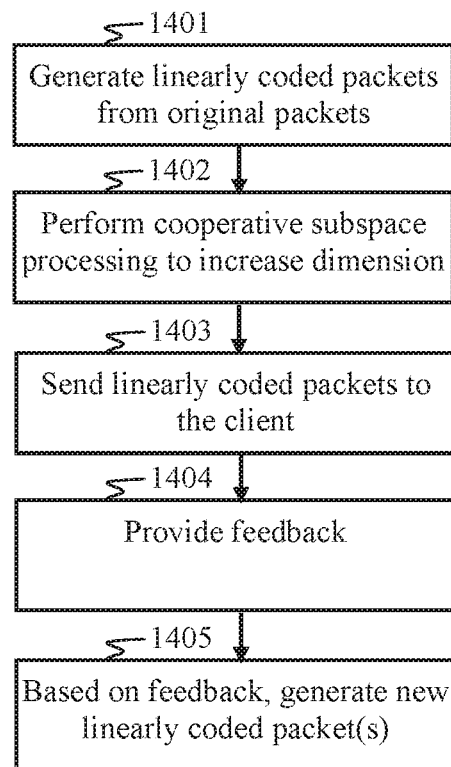 1401
Generate linearly coded packets
from original packets
1402
Perform cooperative subspace
processing to increase dimension
1403
Send linearly coded packets to
the client
1404
Provide feedback
1405
Based on feedback, generate new
linearly coded packet(s)